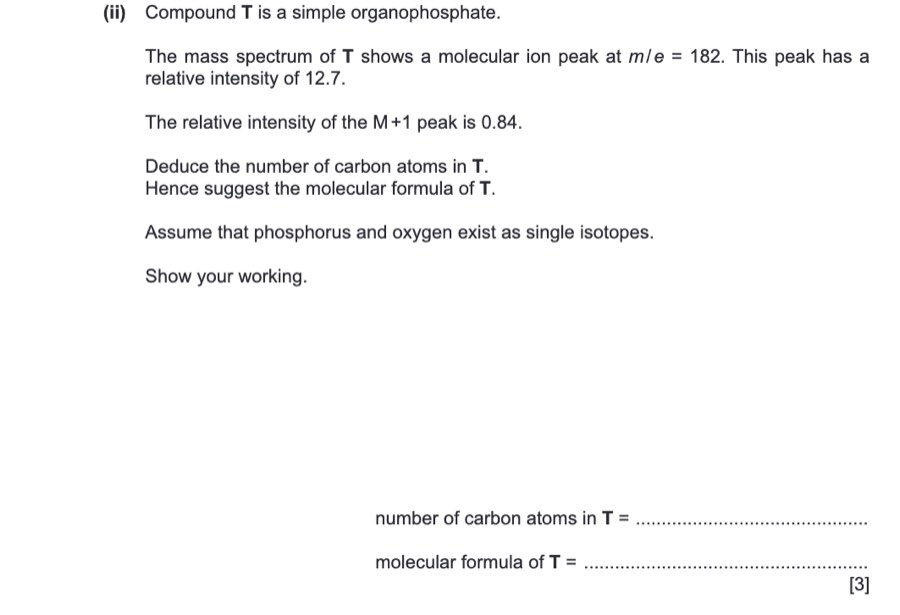 (ii) Compound T is a simple organophosphate.
The mass spectrum of T shows a molecular ion peak at m/e = 182. This peak has a
relative intensity of 12.7.
The relative intensity of the M+1 peak is 0.84.
Deduce the number of carbon atoms in T.
Hence suggest the molecular formula of T.
Assume that phosphorus and oxygen exist as single isotopes.
Show your working.
number of carbon atoms in T = ..............................................
molecular formula of T = ........................................................
[3]